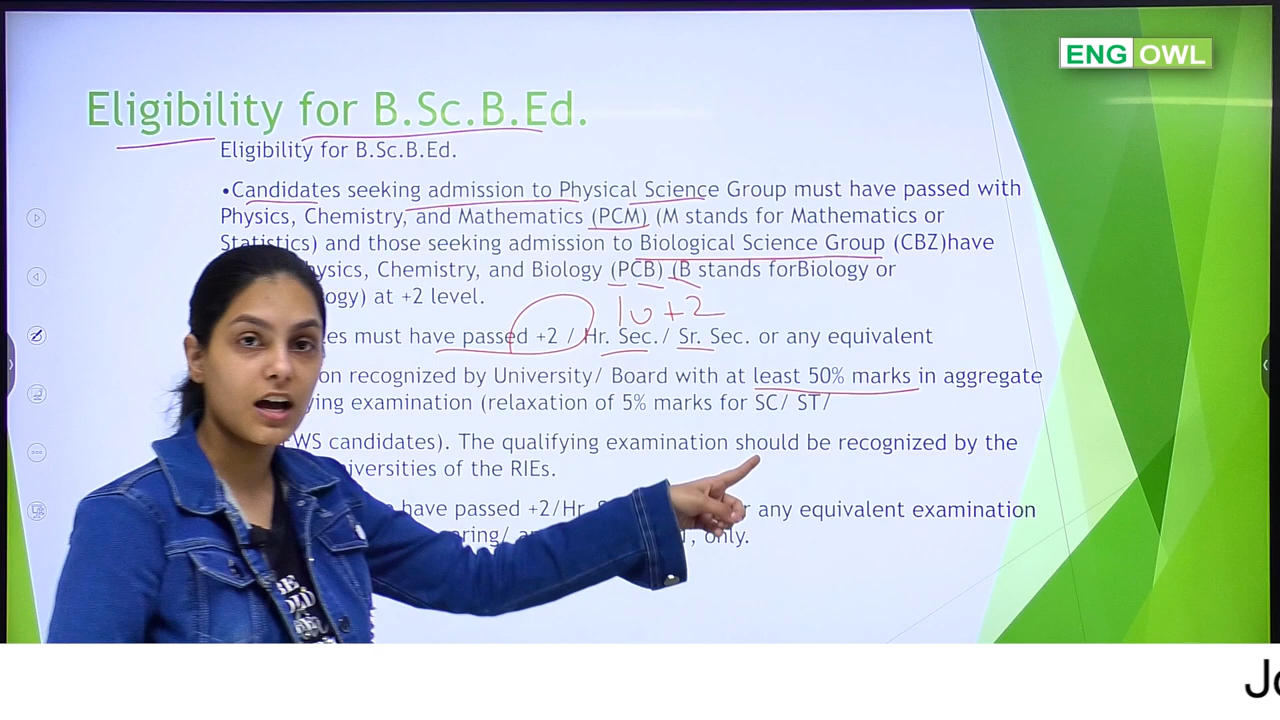 ENG OWL
Eligibility for B.Sc.B.Ed.
Eligibility for B.Sc.B.Ed.
•Candidates seeking admission to Physical Science Group must have passed with
Physics, Chemistry, and Mathematics (PCM) (M stands for Mathematics or
Statistics) and those seeking admission to Biological Science Group (CBZ)have
Chemistry, and Biology (PCB) (B stands forBiology or
at +2 level.
10+2
must have passed +2 / Hr. Sec./ Sr. Sec. or any equivalent
recognized by University/ Board with at least 50% marks in aggregate
examination (relaxation of 5% marks for SC/ ST/
candidates). The qualifying examination should be recognized by the
of the RIEs.
have passed +2/Hr. any equivalent examination
only.